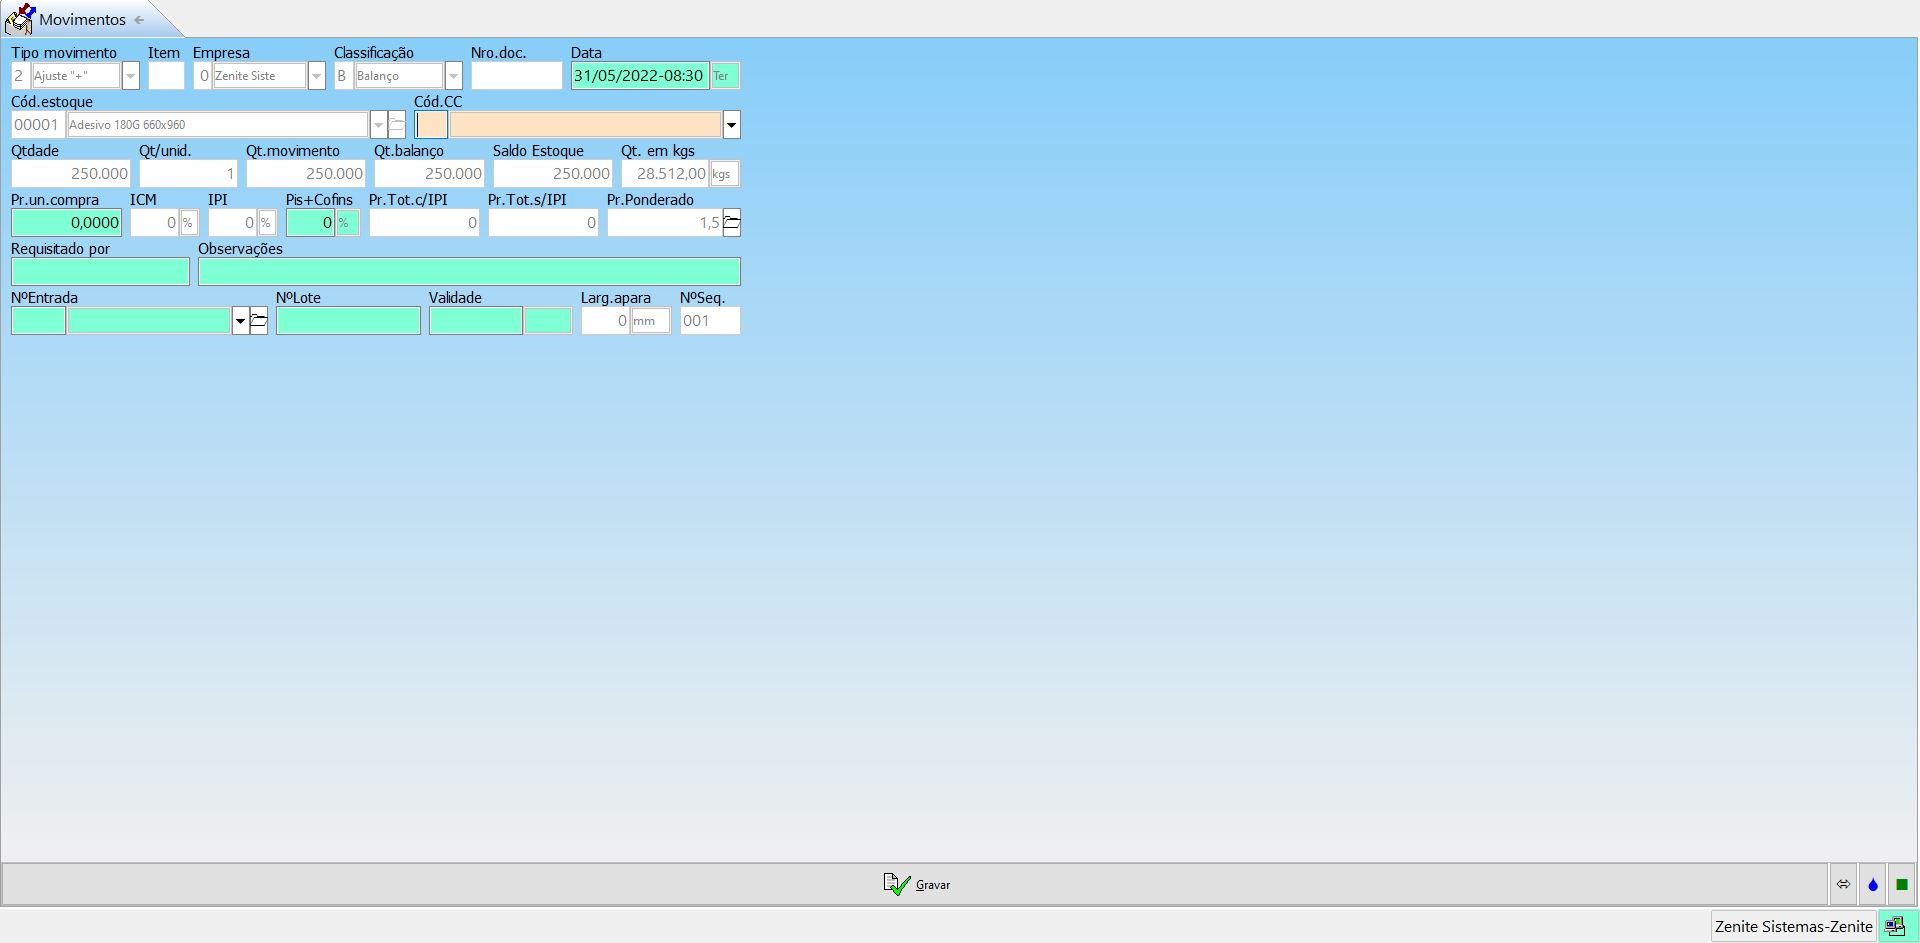 Movimentos
Tipo movimento Item Empresa Classificação Nro.doc. Data
2 Ajuste "+" 0 Zenite Siste B Balanço 31/05/2022-08:30 Ter
Cód.estoque Cód.CC
00001 Adesivo 180G 660x960
Qtdade Qt/unid. Qt.movimento Qt.balanço Saldo Estoque Qt. em kgs
250.000 1 250.000 250.000 250.000 28.512,00 kgs
Pr.un.compra ICM IPI Pis+Cofins Pr.Tot.c/IPI Pr.Tot.s/IPI Pr.Ponderado
0,0000 0 % 0 % 0 % 0 0 1,5
Requisitado por Observações
NºEntrada NºLote Validade Larg.apara NºSeq.
0 mm 001
Gravar
Zenite Sistemas-Zenite